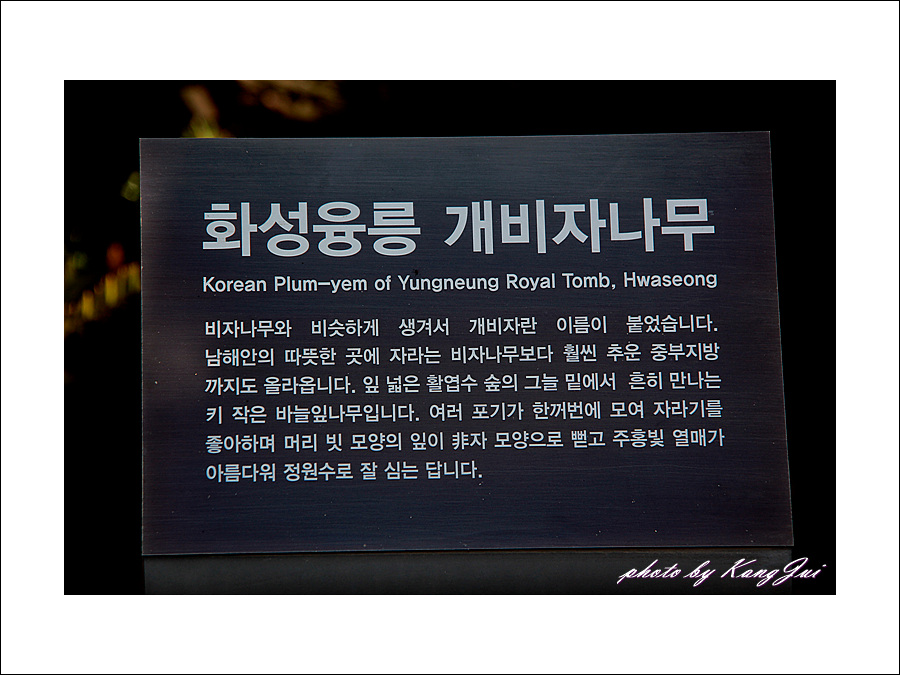 화성융릉 개비자나무
Korean Plum-yem of Yungneung Royal Tomb, Hwaseong
비자나무와 비슷하게 생겨서 개비자란 이름이 붙었습니다.
남해안의 따뜻한 곳에 자라는 비자나무보다 훨씬 추운 중부지방
까지도 올라옵니다. 잎 넓은 활엽수 숲의 그늘 밑에서 흔히 만나는
키 작은 바늘잎나무입니다. 여러 포기가 한꺼번에 모여 자라기를
좋아하며 머리 빗 모양의 잎이 非자 모양으로 뻗고 주홍빛 열매가
아름다워 정원수로 잘 심는 답니다.
photo by KangJui